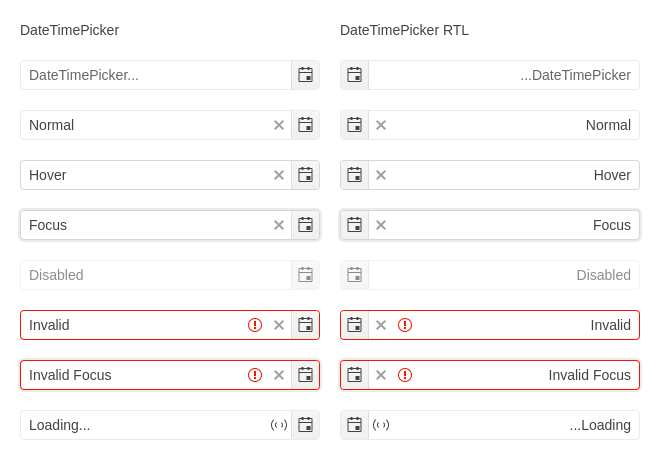 DateTimePicker
DateTimePicker RTL
DateTimePicker...
...DateTimePicker
Normal
Normal
Hover
Hover
Focus
Focus
Disabled
Disabled
Invalid
Invalid
Invalid Focus
Invalid Focus
Loading...
...Loading